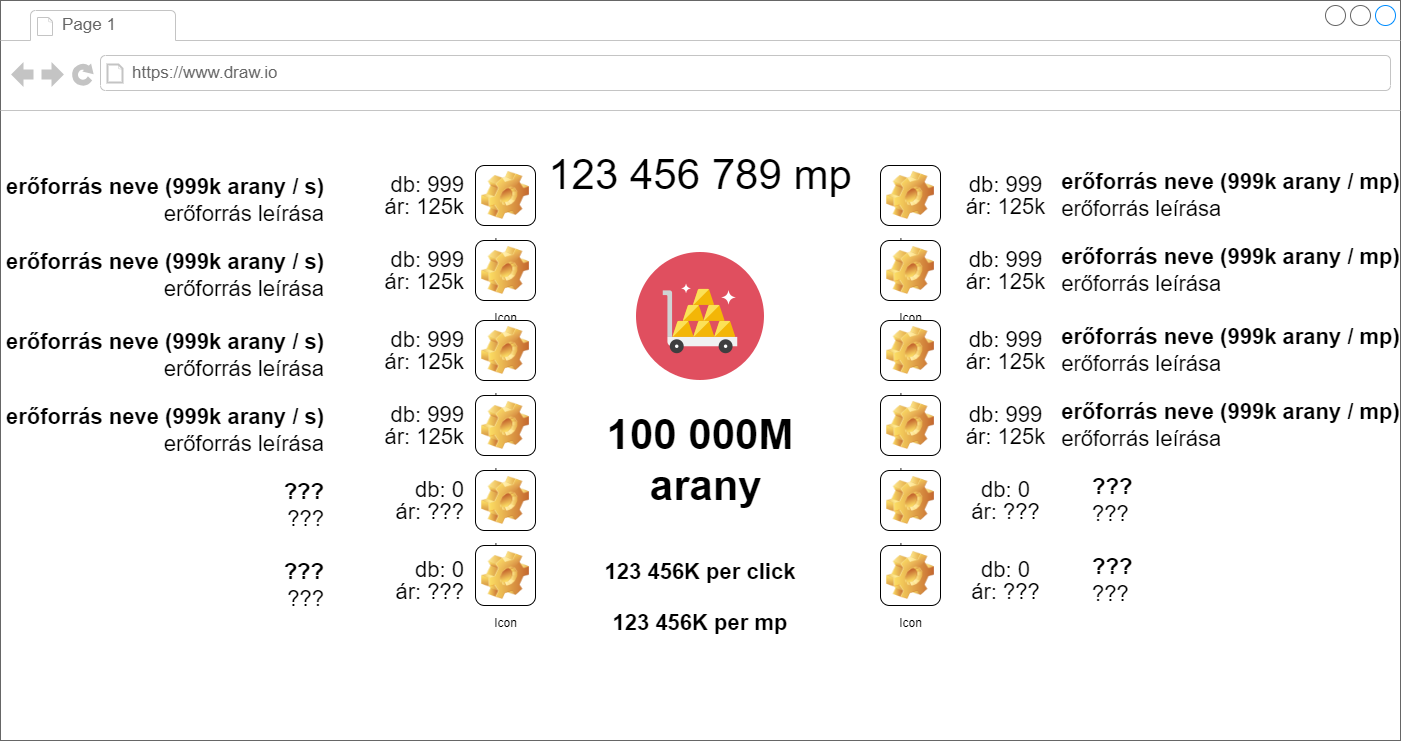 Page 1
https://www.draw.io
123 456 789 mp
erőforrás neve (999k arany / s)
erőforrás leírása
db: 999
ár: 125k
erőforrás neve (999k arany / s)
erőforrás leírása
db: 999
ár: 125k
Icon
erőforrás neve (999k arany / s)
erőforrás leírása
db: 999
ár: 125k
erőforrás neve (999k arany / s)
erőforrás leírása
db: 999
ár: 125k
???
???
db: 0
ár: ???
???
???
db: 0
ár: ???
Icon
100 000M
arany
123 456K per click
123 456K per mp
db: 999
ár: 125k
erőforrás neve (999k arany / mp)
erőforrás leírása
db: 999
ár: 125k
erőforrás neve (999k arany / mp)
erőforrás leírása
Icon
db: 999
ár: 125k
erőforrás neve (999k arany / mp)
erőforrás leírása
db: 999
ár: 125k
erőforrás neve (999k arany / mp)
erőforrás leírása
db: 0
ár: ???
???
???
db: 0
ár: ???
???
???
Icon